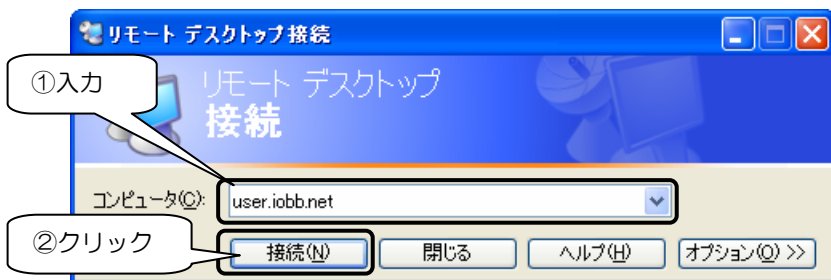 リモート デスクトップ接続
①入力
リモート デスクトップ
接続
コンピュータ(C):
user.iobb.net
②クリック
接続(N)
閉じる
ヘルプ(H)
オプション(O) >>